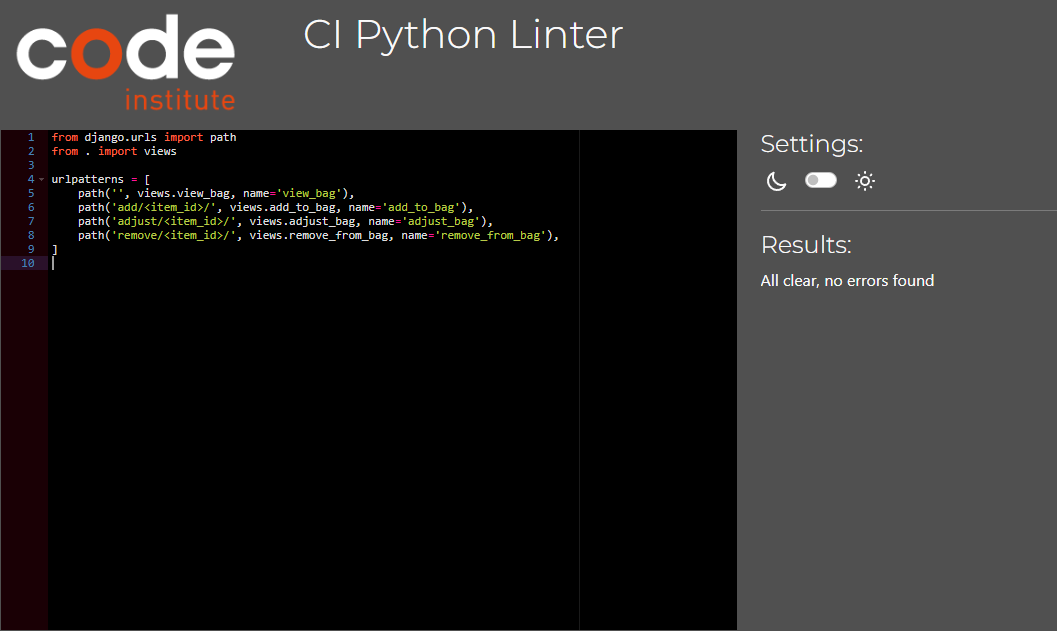 code
institute
CI Python Linter
1 from django.urls import path
2 from . import views
3
4 urlpatterns = [
5     path('', views.view_bag, name='view_bag'),
6     path('add/<item_id>/', views.add_to_bag, name='add_to_bag'),
7     path('adjust/<item_id>/', views.adjust_bag, name='adjust_bag'),
8     path('remove/<item_id>/', views.remove_from_bag, name='remove_from_bag'),
9 ]
10
Settings:
Results:
All clear, no errors found